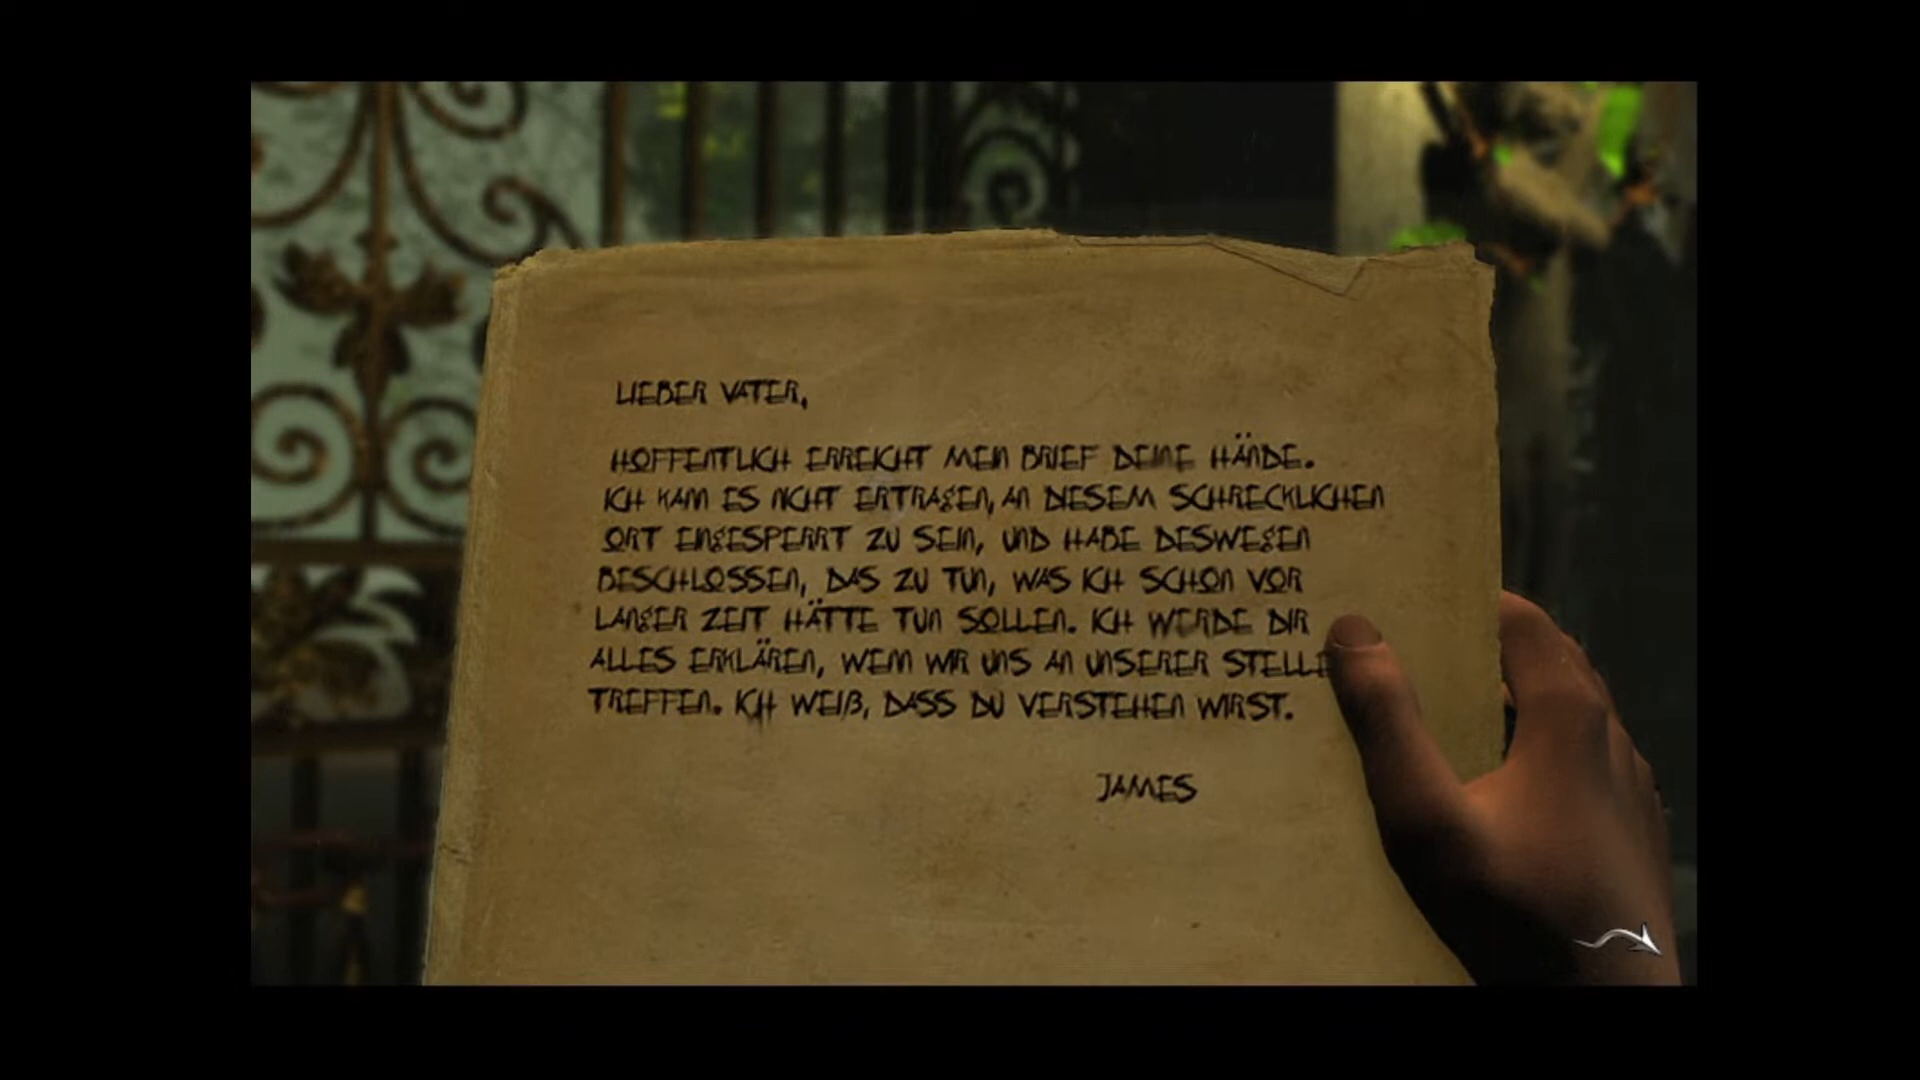 LIEBER VATER,
HOFFENTLICH ERREICHT MEIN BRIEF DEINE HÄNDE.
ICH KANN ES NICHT ERTRAGEN, AN DIESEM SCHRECKLICHEN
ORT EINGESPERRT ZU SEIN, UND HABE DESWEGEN
BESCHLOSSEN, DAS ZU TUN, WAS ICH SCHON VOR
LANGER ZEIT HÄTTE TUN SOLLEN. ICH WERDE DIR
ALLES ERKLÄREN, WENN WIR UNS AN UNSERER STELLE
TREFFEN. ICH WEIß, DASS DU VERSTEHEN WIRST.
JAMES